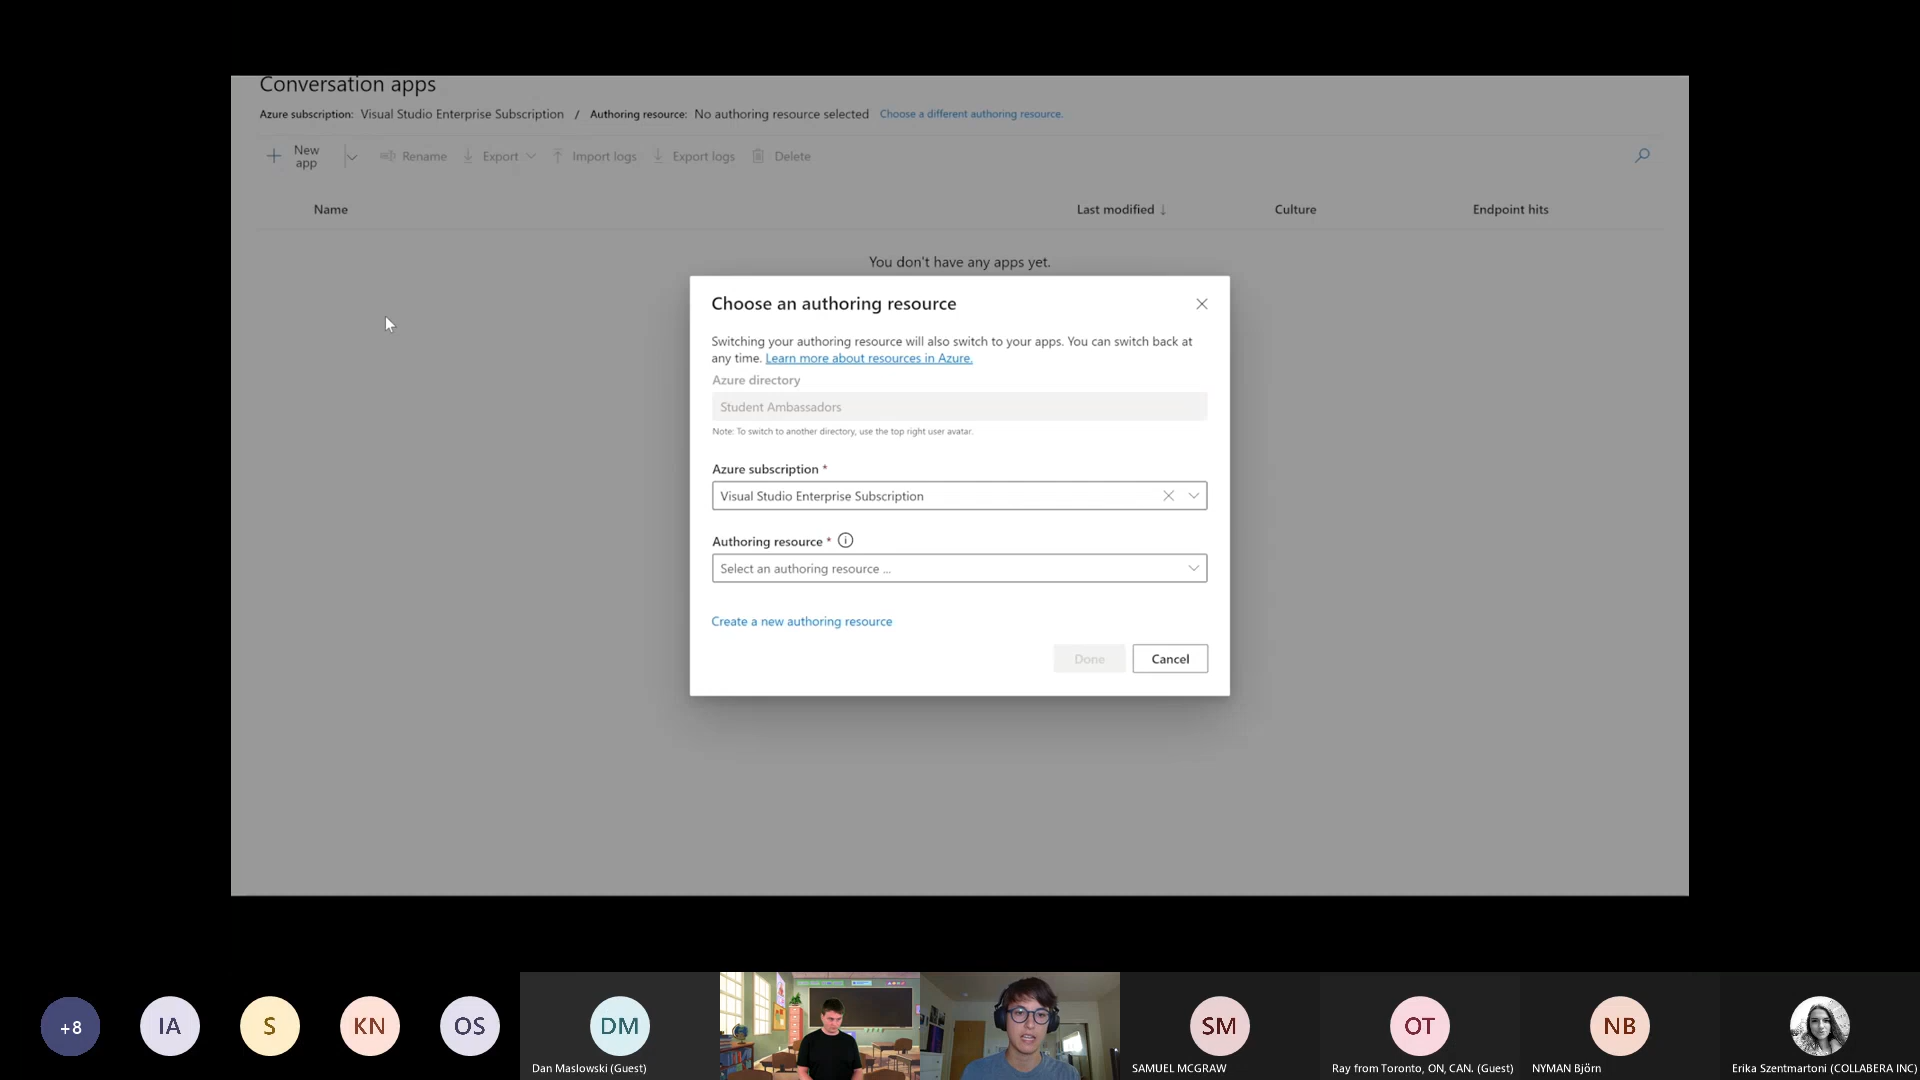 Conversation apps
Azure subscription: Visual Studio Enterprise Subscription / Authoring resource: No authoring resource selected Choose a different authoring resource.
New app Rename Export Import logs Export logs Delete
Name Last modified ↓ Culture Endpoint hits
You don't have any apps yet.
Choose an authoring resource
Switching your authoring resource will also switch to your apps. You can switch back at
any time. Learn more about resources in Azure.
Azure directory
Student Ambassadors
Note: To switch to another directory, use the top right user avatar.
Azure subscription *
Visual Studio Enterprise Subscription
Authoring resource *
Select an authoring resource ...
Create a new authoring resource
Done Cancel
+8 IA S KN OS DM SM OT NB
Dan Maslowski (Guest) SAMUEL MCGRAW Ray from Toronto, ON, CAN. (Guest) NYMAN Björn Erika Szentmartoni (COLLABERA INC)